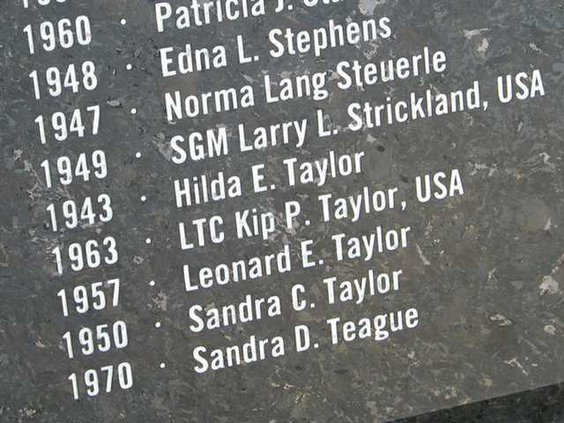 1960 · Patricia J.
1948 · Edna L. Stephens
1947 · Norma Lang Steuerle
1949 · SGM Larry L. Strickland, USA
1943 · Hilda E. Taylor
1963 · LTC Kip P. Taylor, USA
1957 · Leonard E. Taylor
1950 · Sandra C. Taylor
1970 · Sandra D. Teague